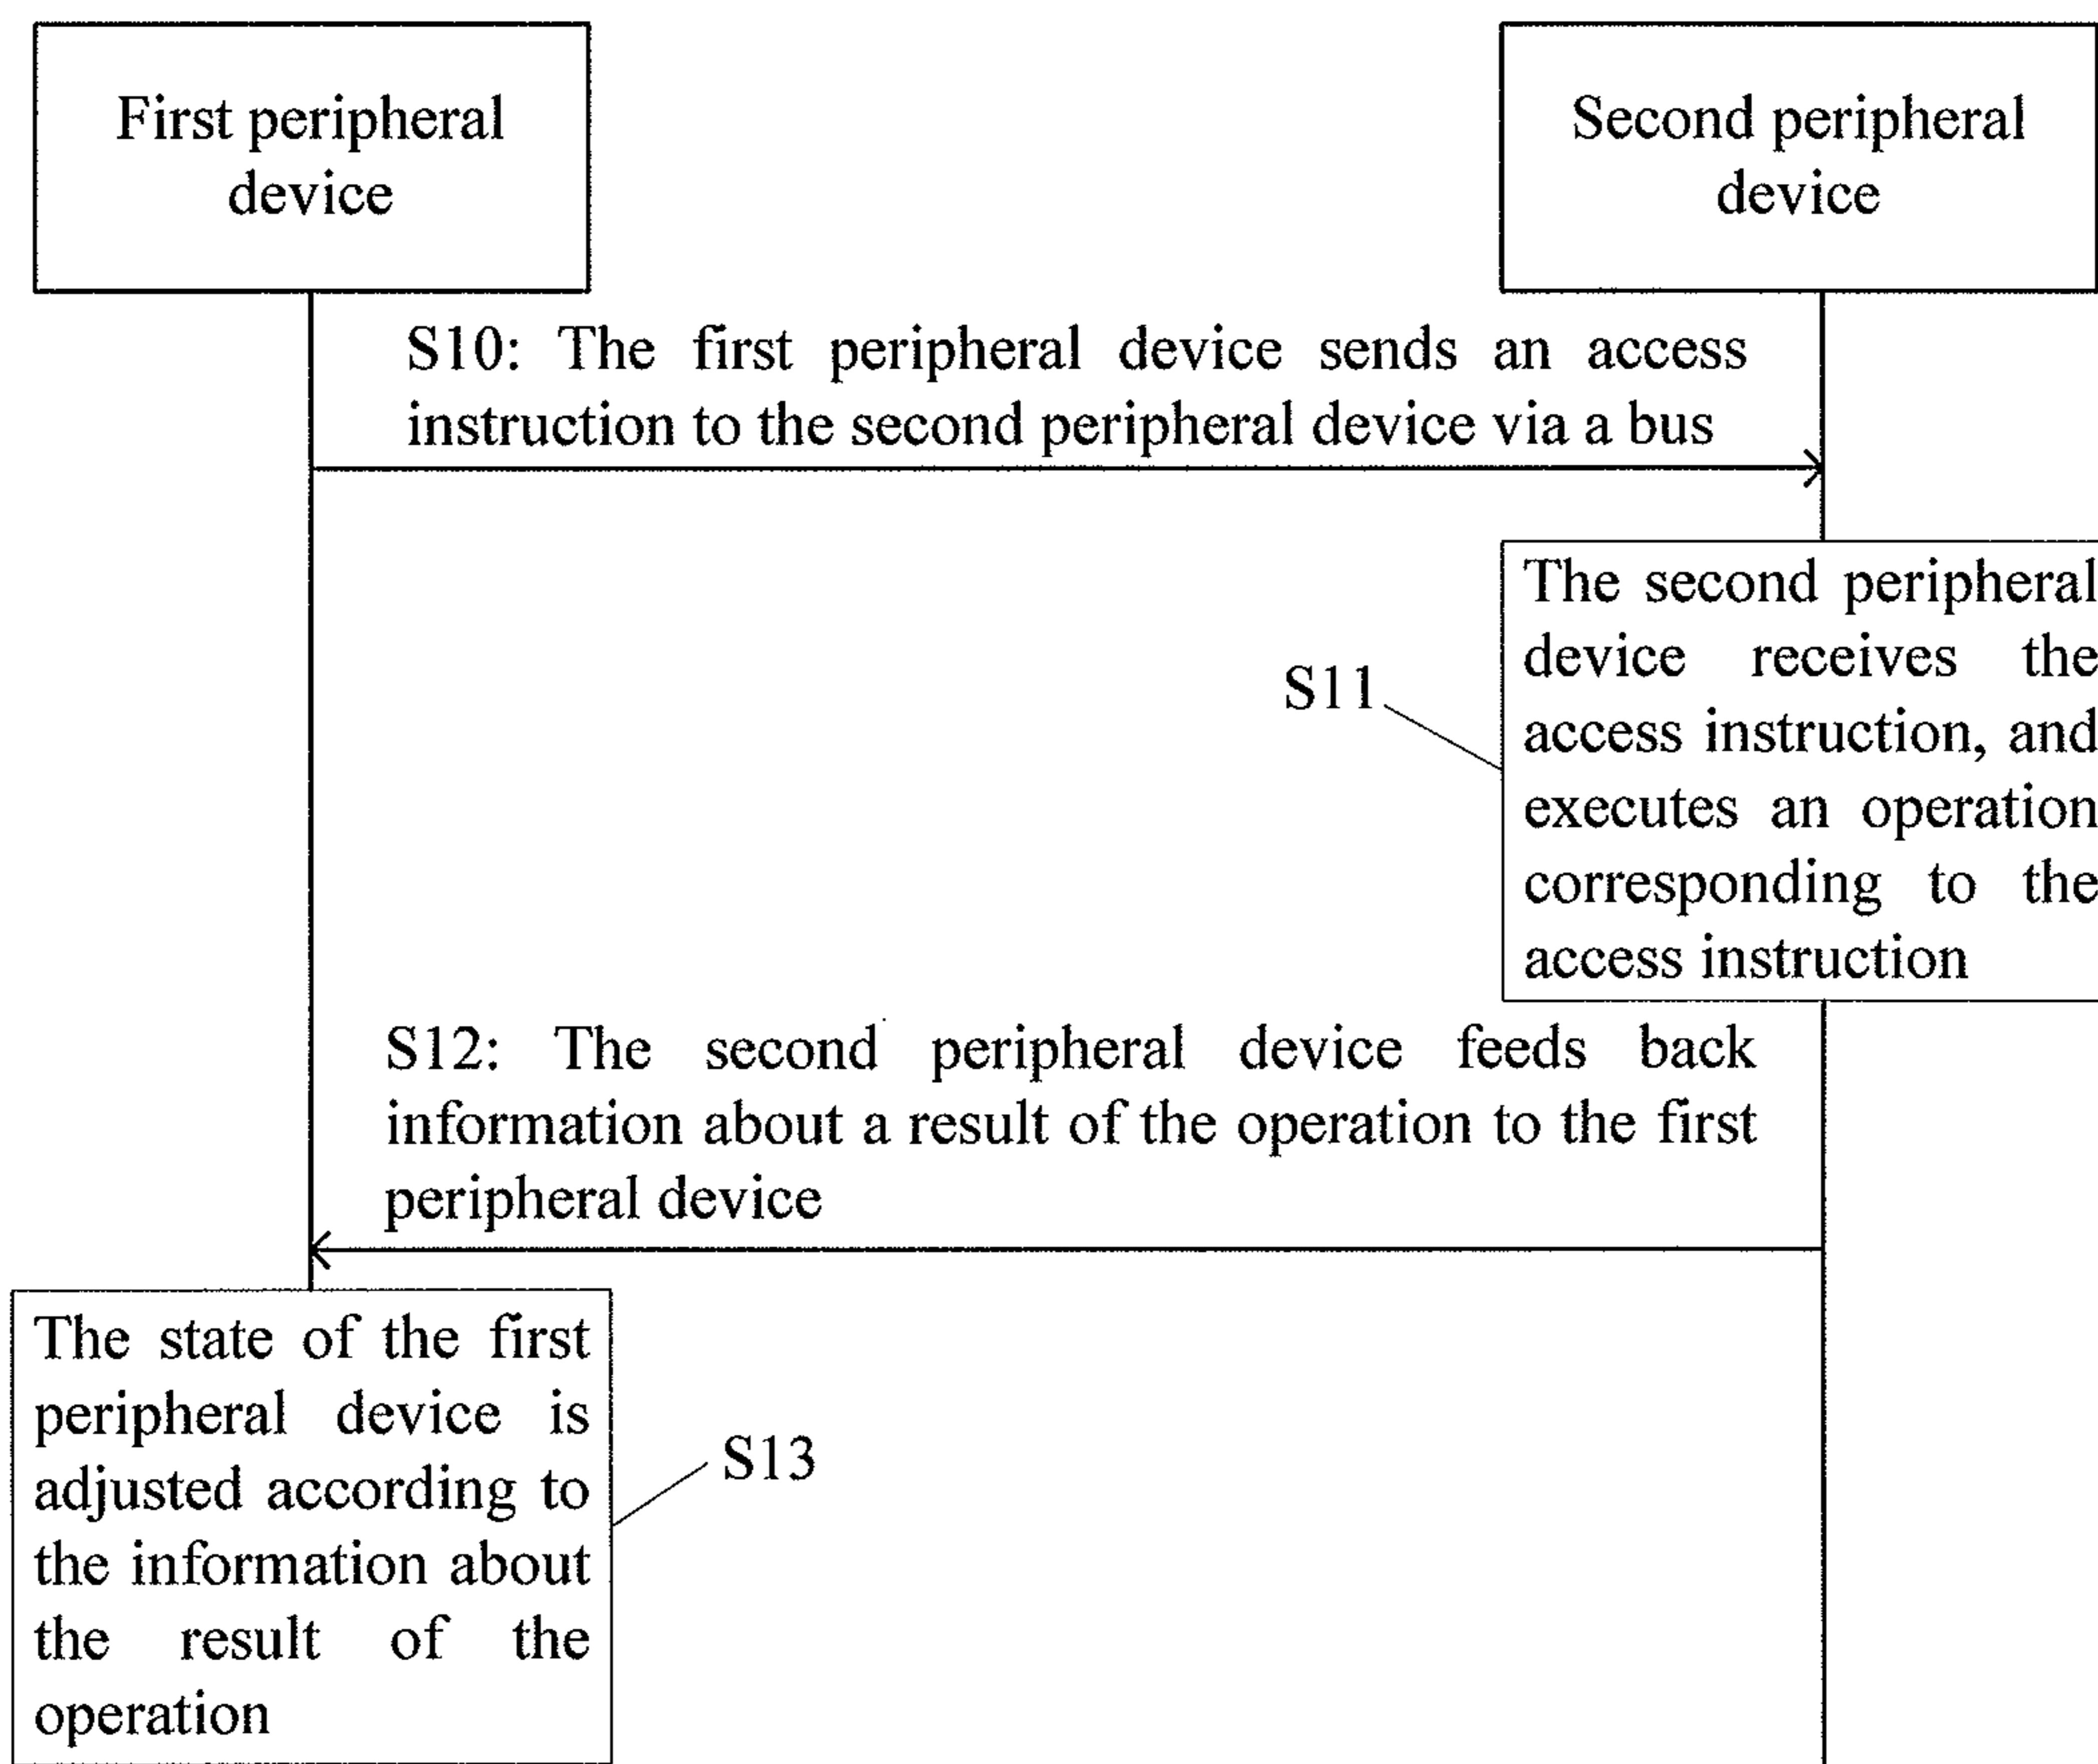 First peripheral
device
Second peripheral
device
S10: The first peripheral device sends an access
instruction to the second peripheral device via a bus
S11
The second peripheral
device receives the
access instruction, and
executes an operation
corresponding to the
access instruction
S12: The second peripheral device feeds back
information about a result of the operation to the first
peripheral device
The state of the first
peripheral device is
adjusted according to
the information about
the result of the
operation
S13